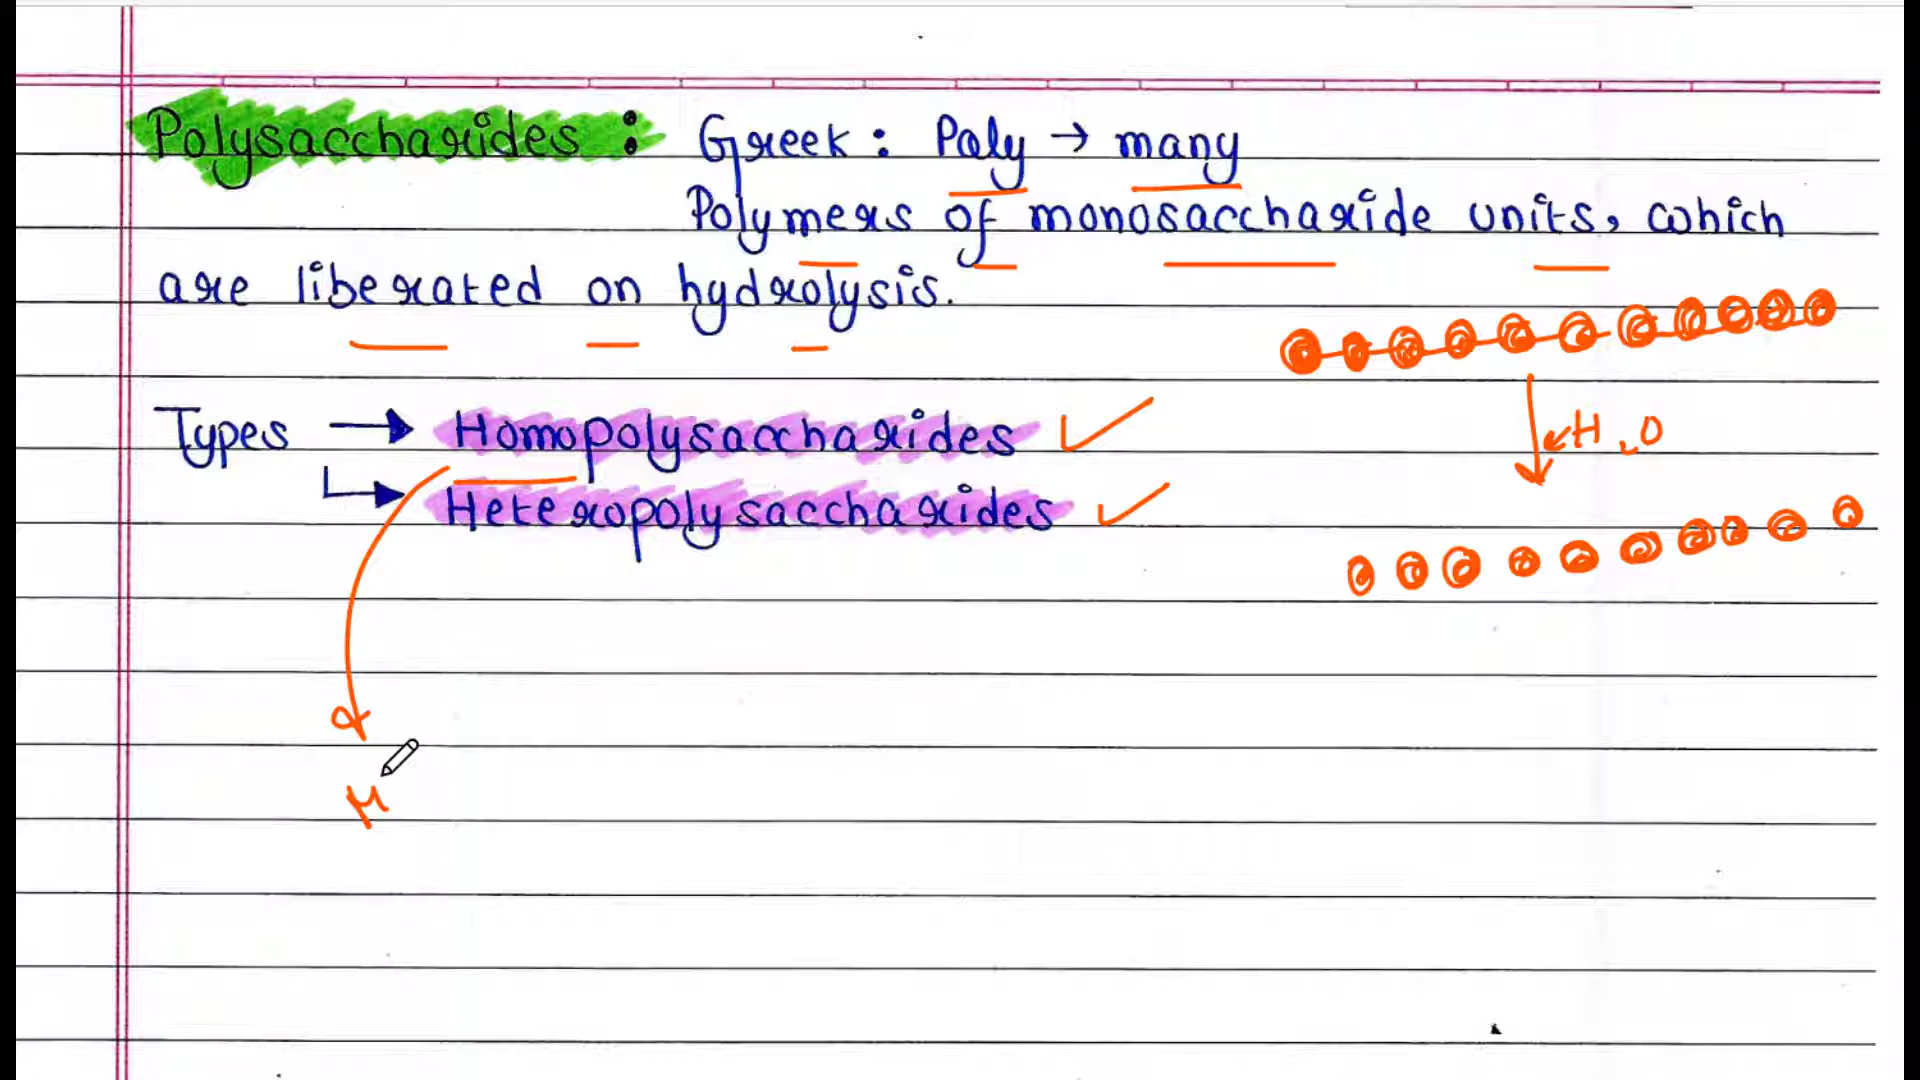 Polysaccharides : Greek : Poly → many
Polymers of monosaccharide units, which
are liberated on hydrolysis.
Types → Homopolysaccharides ✓
→ Heteropolysaccharides ✓
H2O
M